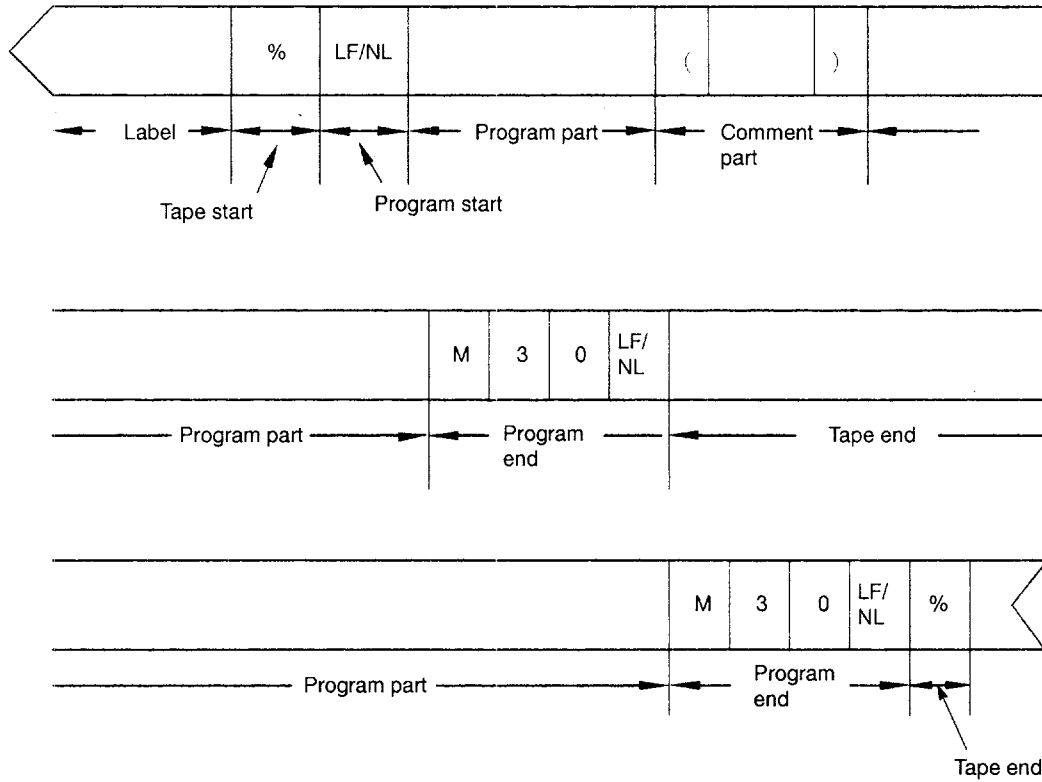 % LF/NL ( )
Label Program part Comment
part
Tape start Program start
M 3 0 LF/
NL
Program part Program
end Tape end
M 3 0 LF/
NL %
Program part Program
end
Tape end